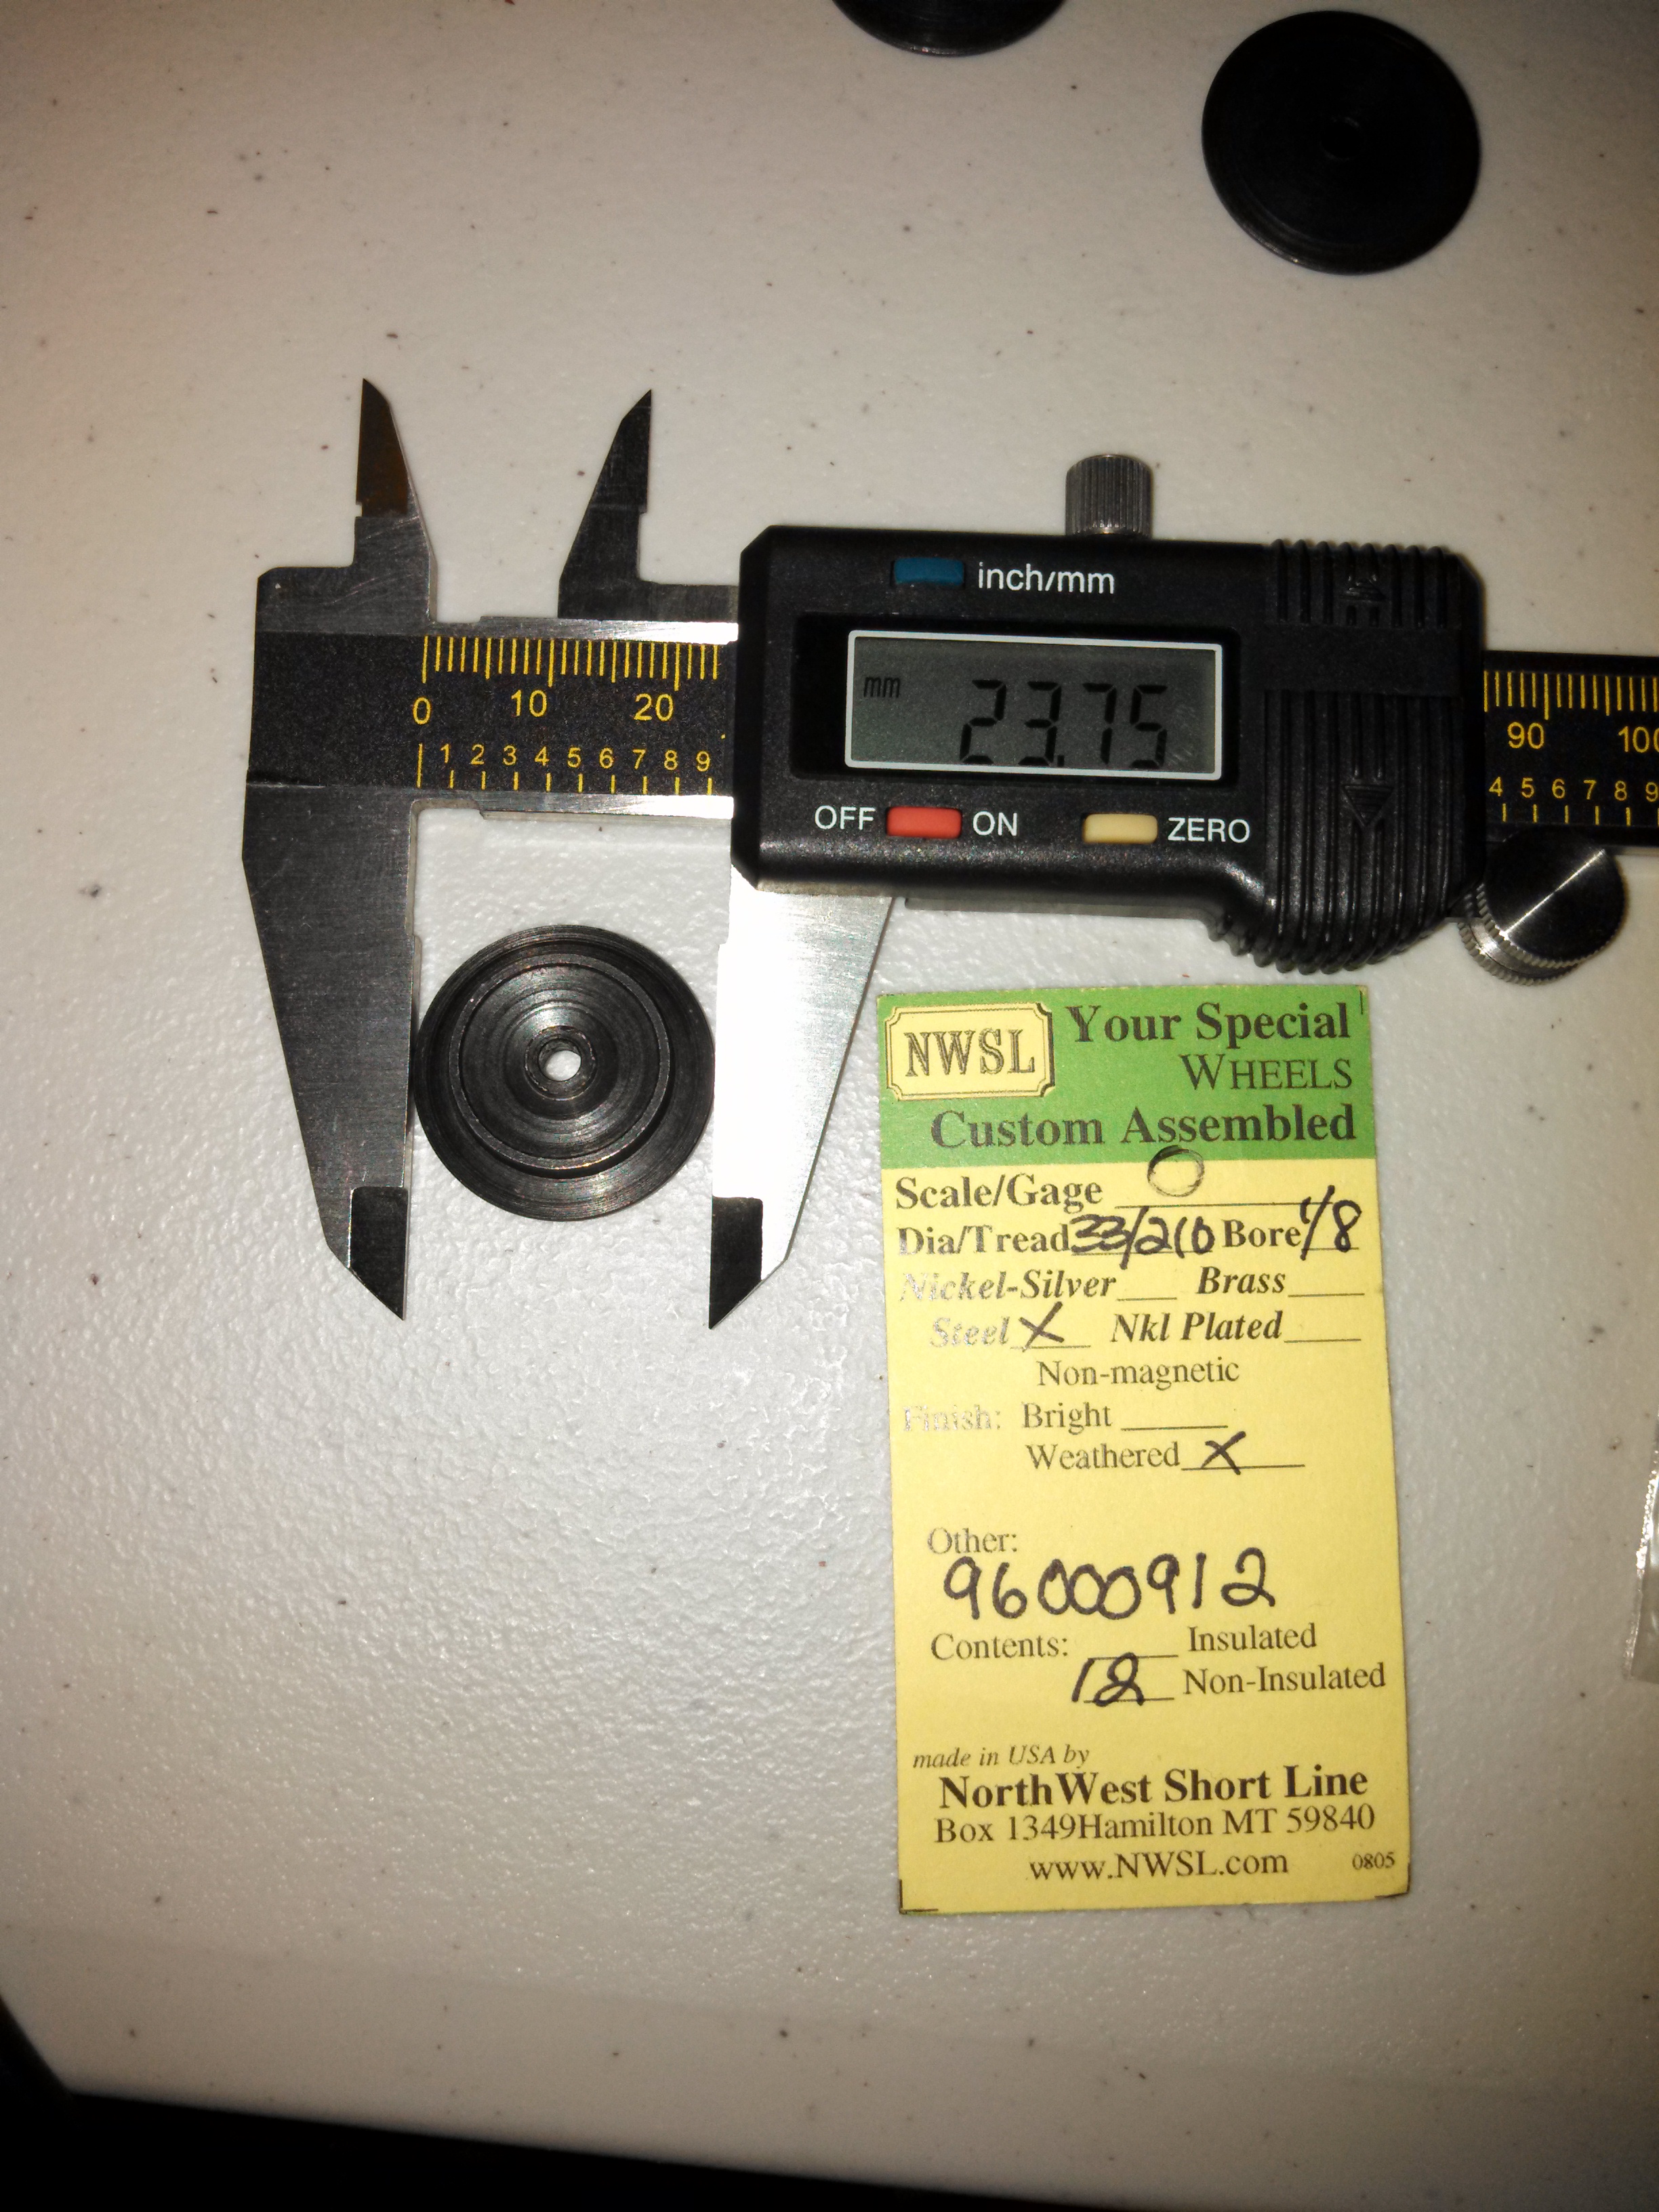 inch/mm
mm 23.75
OFF ON ZERO
0 10 20
1 2 3 4 5 6 7 8 9
90 100
4 5 6 7 8 9
NWSL
Your Special
WHEELS
Custom Assembled
Scale/Gage
Dia/Tread 33/210 Bore 1/8
Nickel-Silver Brass
Steel X Nkl Plated
Non-magnetic
Finish: Bright
Weathered X
Other:
96000912
Contents: Insulated
12 Non-Insulated
made in USA by
NorthWest Short Line
Box 1349Hamilton MT 59840
www.NWSL.com 0805